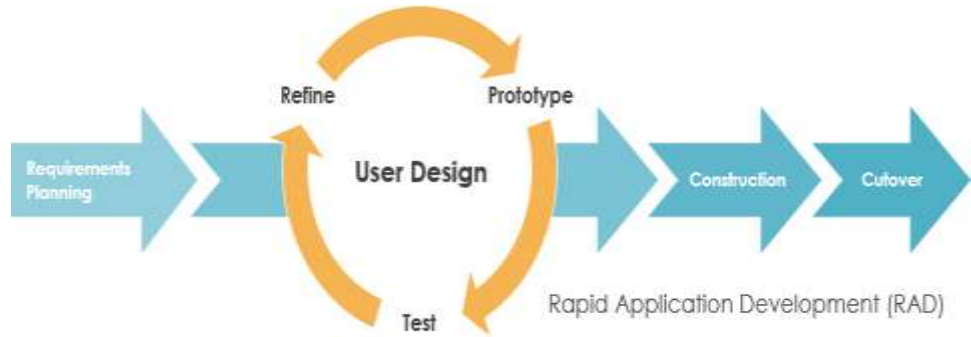 Refine
Prototype
Requirements
Planning
User Design
Construction
Cutover
Test
Rapid Application Development (RAD)